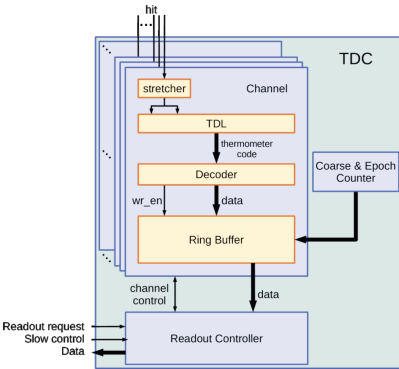 hit
...
TDC
stretcher
Channel
TDL
thermometer
code
Coarse & Epoch
Counter
Decoder
wr_en
data
Ring Buffer
channel
control
data
Readout request
Slow control
Data
Readout Controller